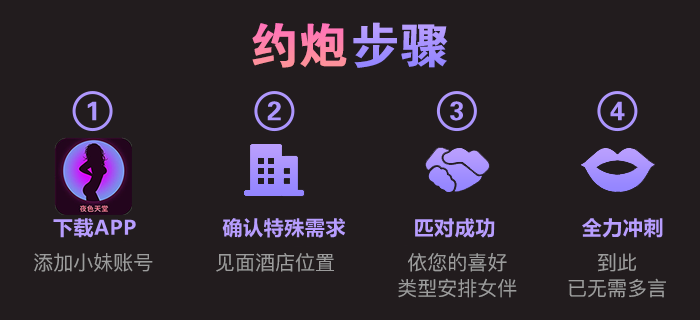 约炮步骤
1
2
3
4
夜色天堂
下载APP
确认特殊需求
匹对成功
全力冲刺
添加小妹账号
见面酒店位置
依您的喜好
类型安排女伴
到此
已无需多言